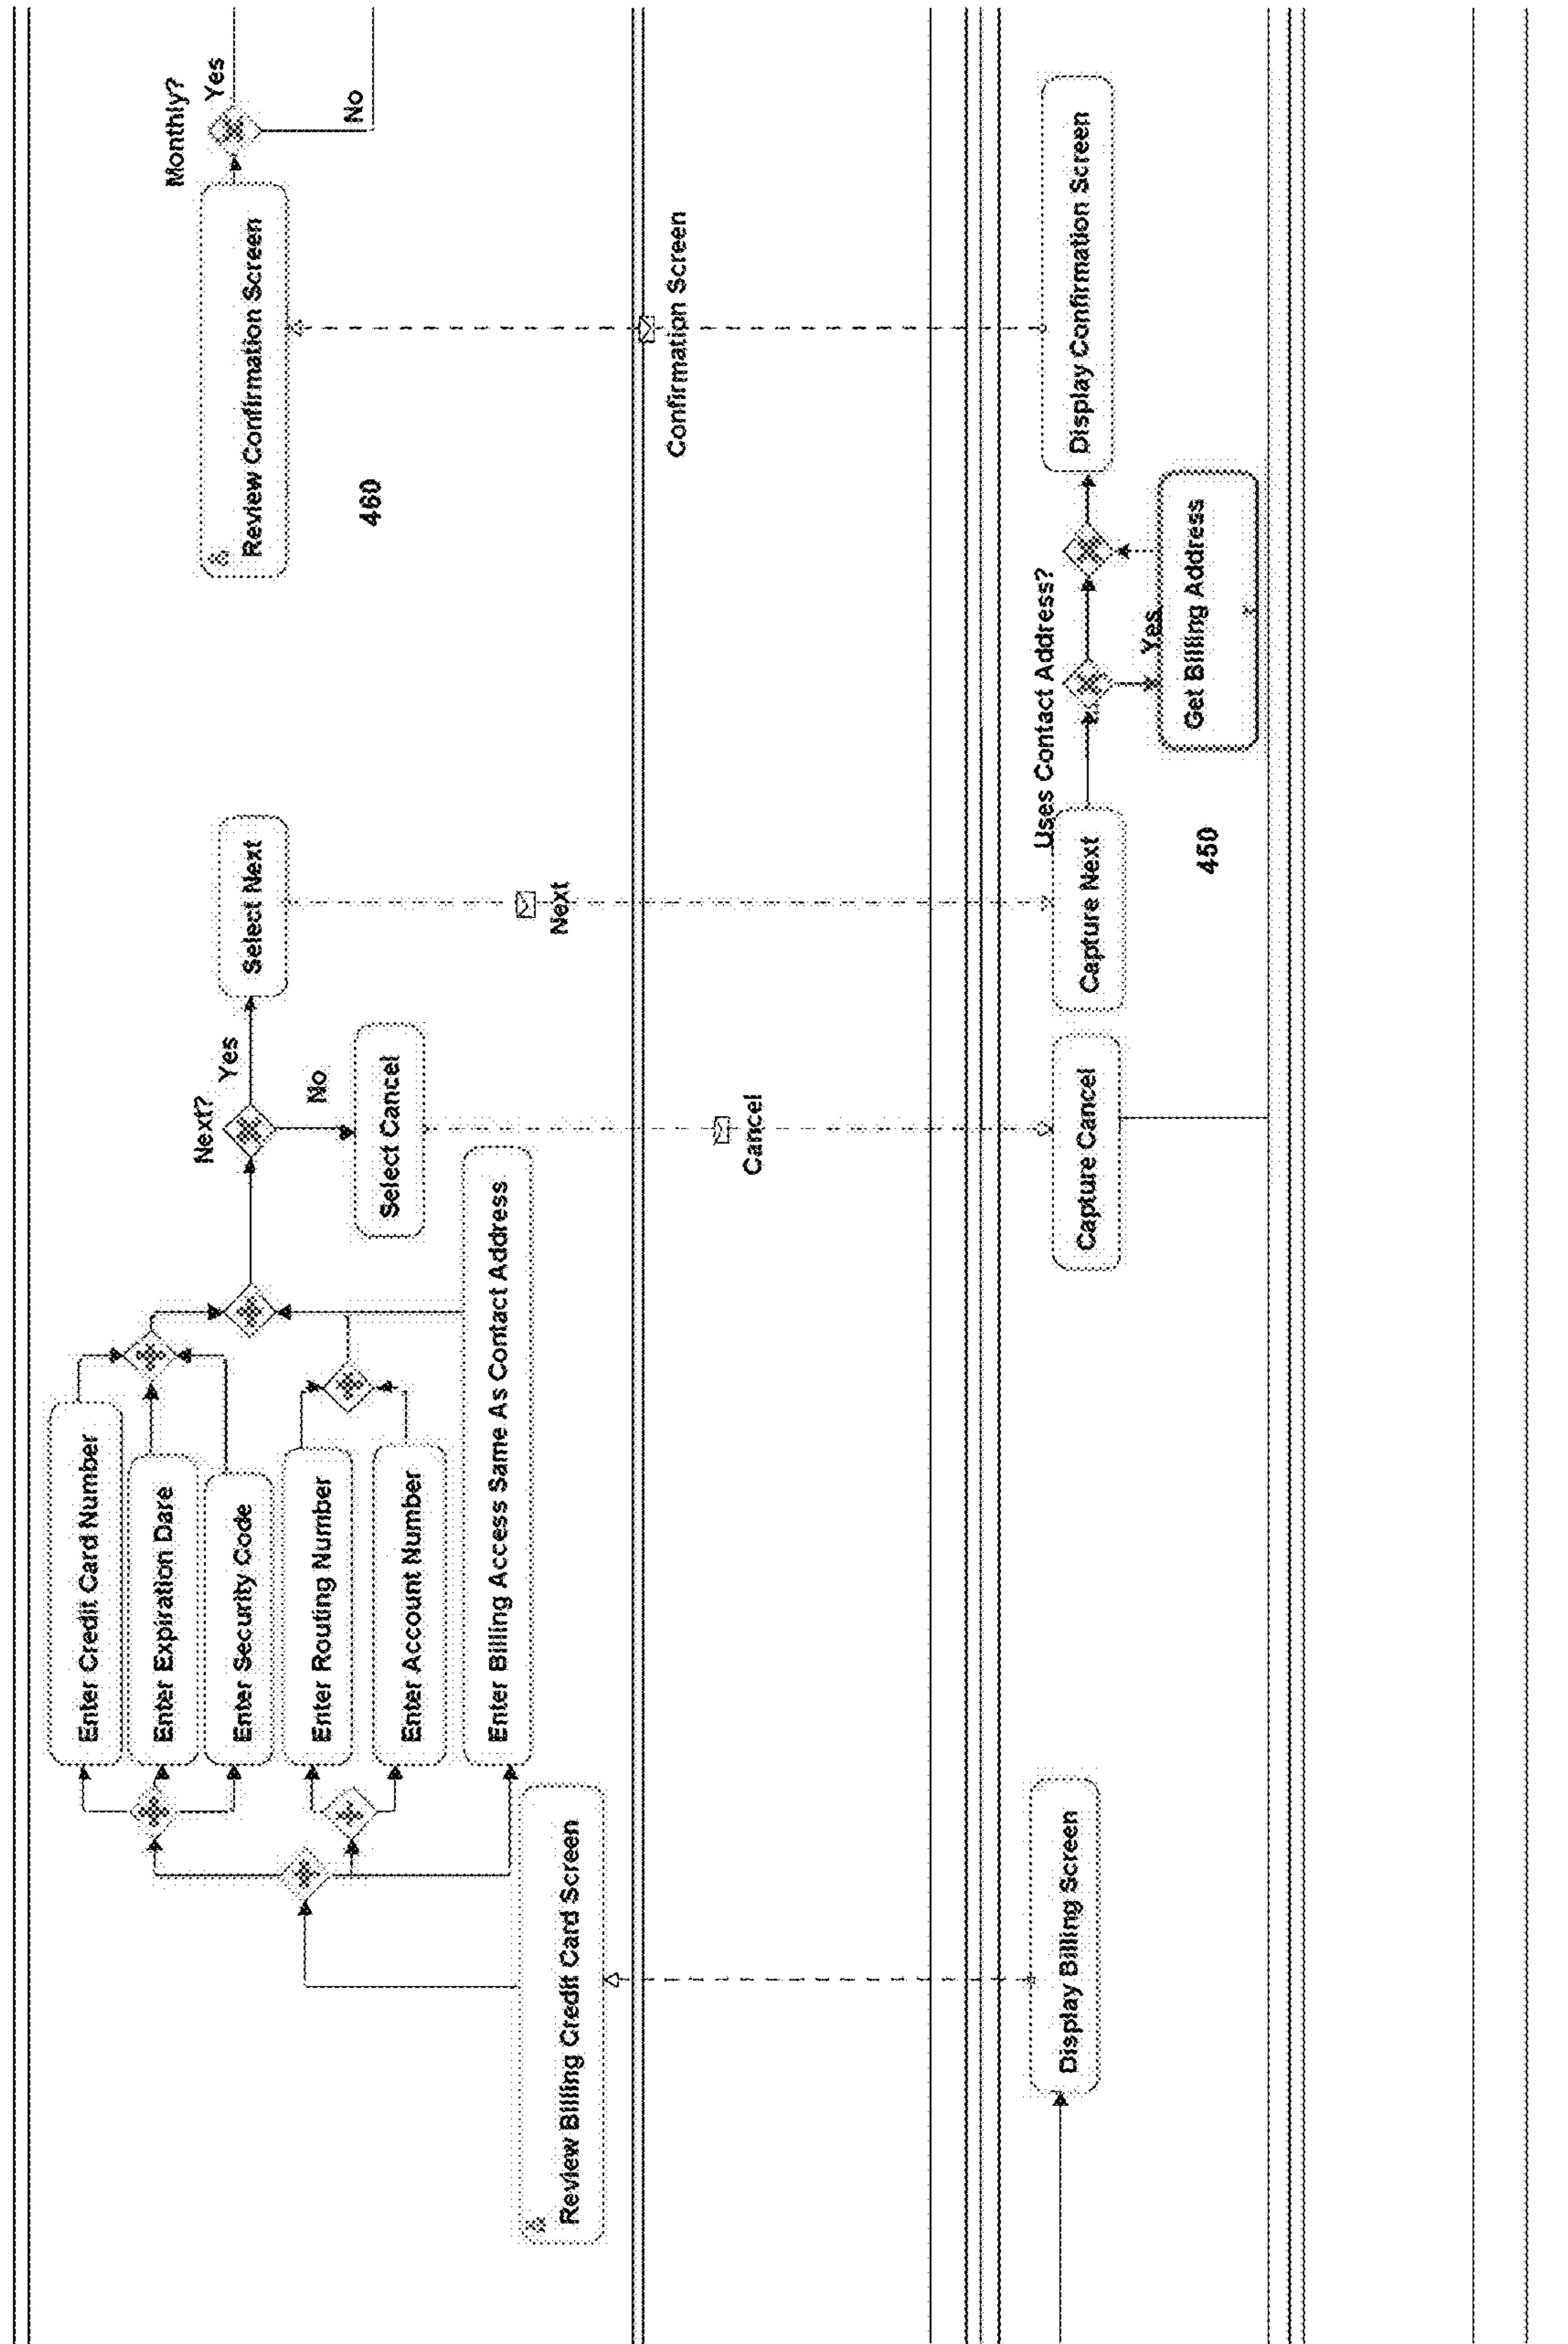 Monthly?
Yes
No
Review Confirmation Screen
460
Enter Credit Card Number
Enter Expiration Dare
Enter Security Code
Enter Routing Number
Enter Account Number
Enter Billing Access Same As Contact Address
Next?
Yes
No
Select Next
Select Cancel
Review Billing Credit Card Screen
Confirmation Screen
Next
Cancel
Display Billing Screen
Capture Cancel
Capture Next
Uses Contact Address?
Yes
Get Billing Address
Display Confirmation Screen
450